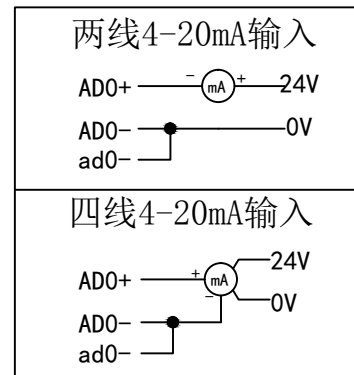 两线4-20mA输入
AD0+ - mA + 24V
AD0- 0V
ad0-
四线4-20mA输入
24V
AD0+ + mA
- 0V
AD0-
ad0-